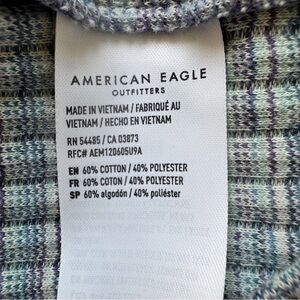 AMERICAN EAGLE
OUTFITTERS
MADE IN VIETNAM / FABRIQUÉ AU
VIETNAM / HECHO EN VIETNAM
RN 54485 / CA 03873
RFC# AEM120605U9A
EN 60% COTTON / 40% POLYESTER
FR 60% COTON / 40% POLYESTER
SP 60% algodón / 40% poliéster